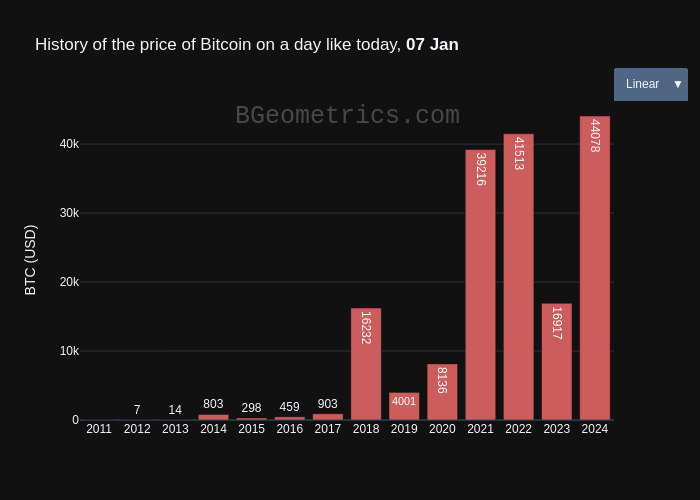 History of the price of Bitcoin on a day like today, 07 Jan
Linear ▼
BGeometrics.com
BTC (USD)
40k
30k
20k
10k
0
7
14
803
298
459
903
16232
4001
8136
39216
41513
16917
44078
2011 2012 2013 2014 2015 2016 2017 2018 2019 2020 2021 2022 2023 2024